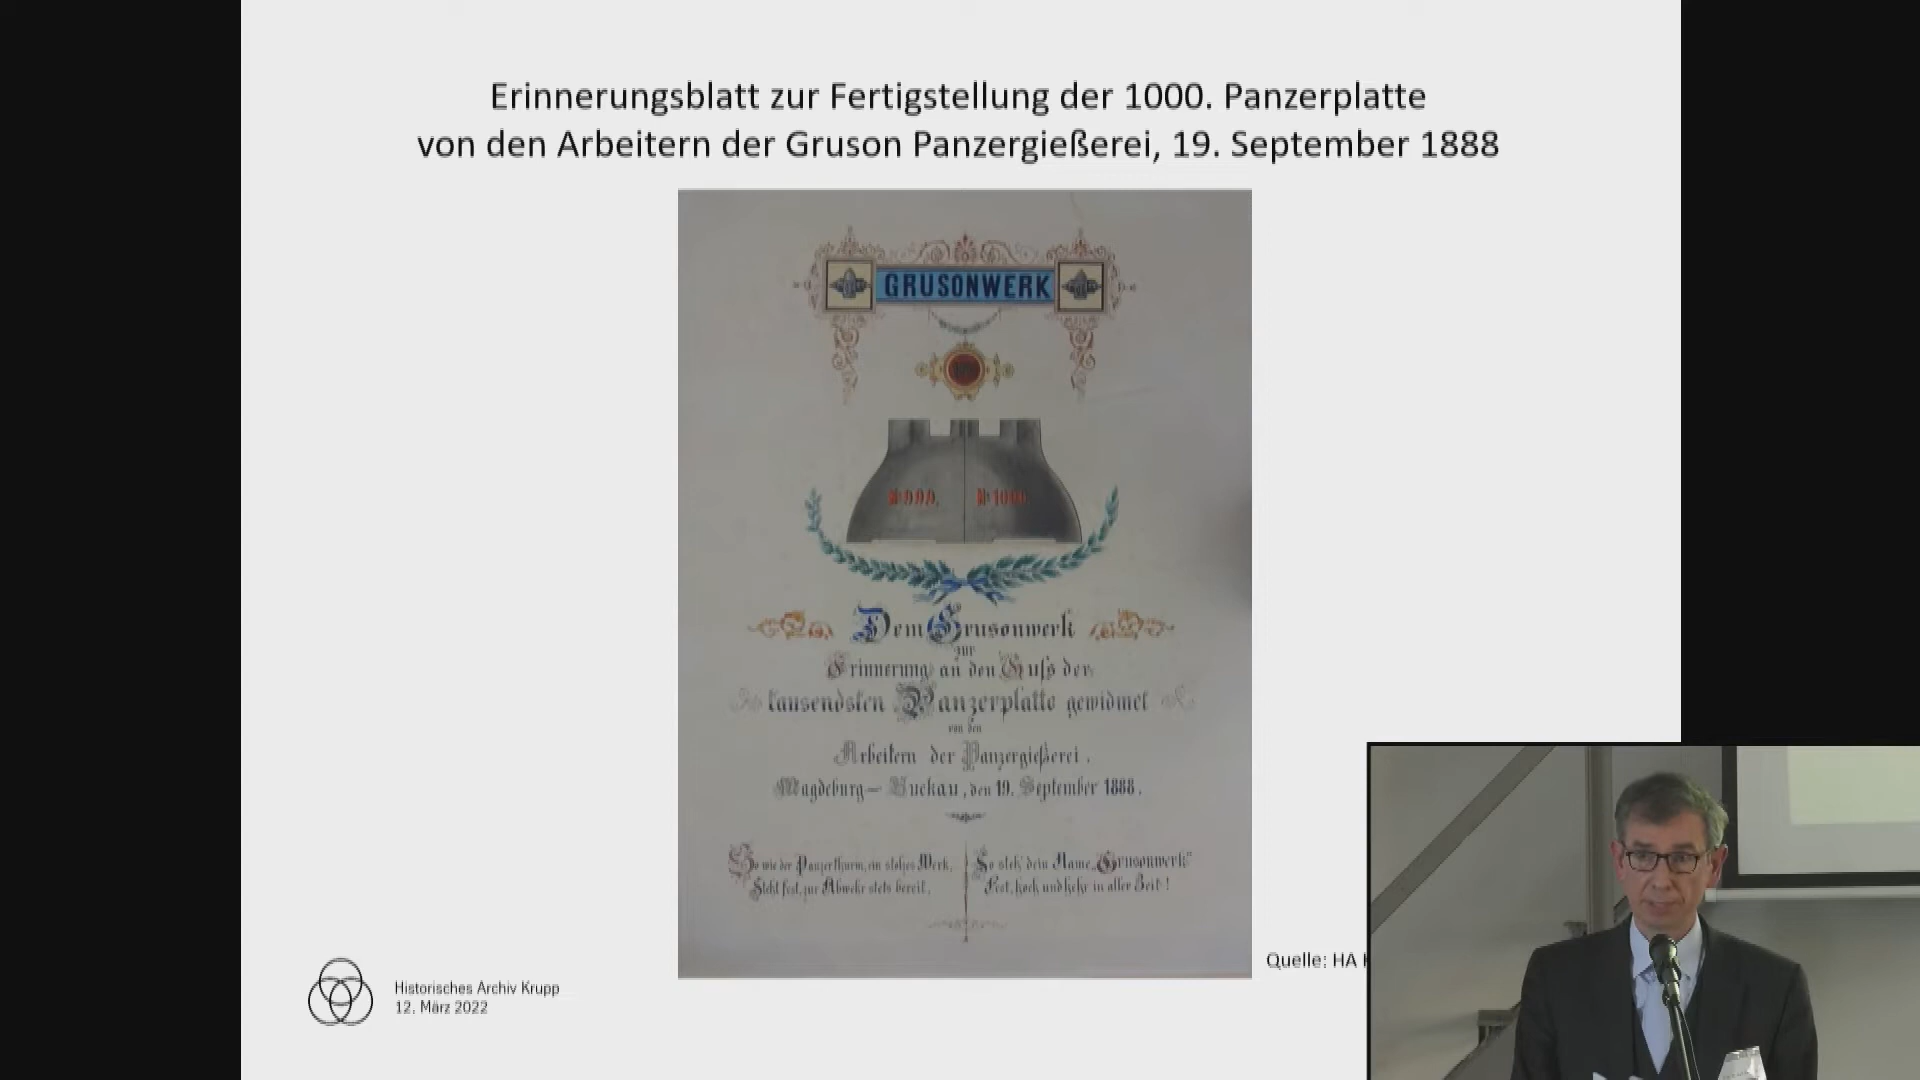 Erinnerungsblatt zur Fertigstellung der 1000. Panzerplatte
von den Arbeitern der Gruson Panzergießerei, 19. September 1888
GRUSONWERK
No 999. No 1000.
Dem Grusonwerk
zur
Erinnerung an den Guss der
tausendsten Panzerplatte gewidmet
von den
Arbeitern der Panzergießerei.
Magdeburg-Buckau, den 19. September 1888.
So wie der Panzerthurm, ein stolzes Werk,
Steht fest, zur Abwehr stets bereit,
So steh' dein Name „Grusonwerk"
Fest, hoch und hehr in aller Zeit!
Quelle: HA
Historisches Archiv Krupp
12. März 2022